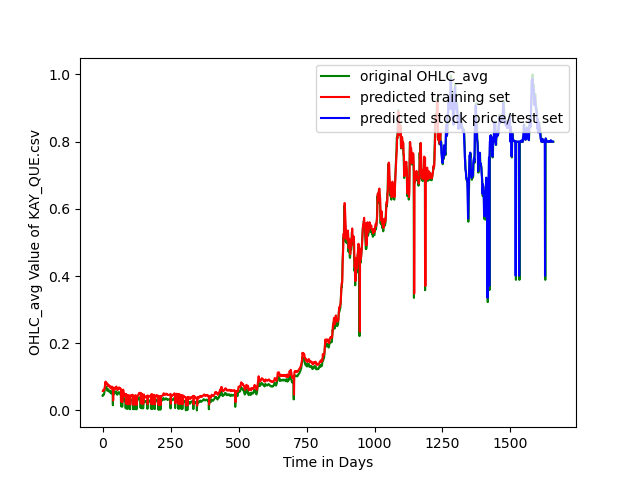 original OHLC_avg
predicted training set
predicted stock price/test set
1.0
0.8
0.6
0.4
0.2
0.0
OHLC_avg Value of KAY_QUE.csv
0 250 500 750 1000 1250 1500
Time in Days